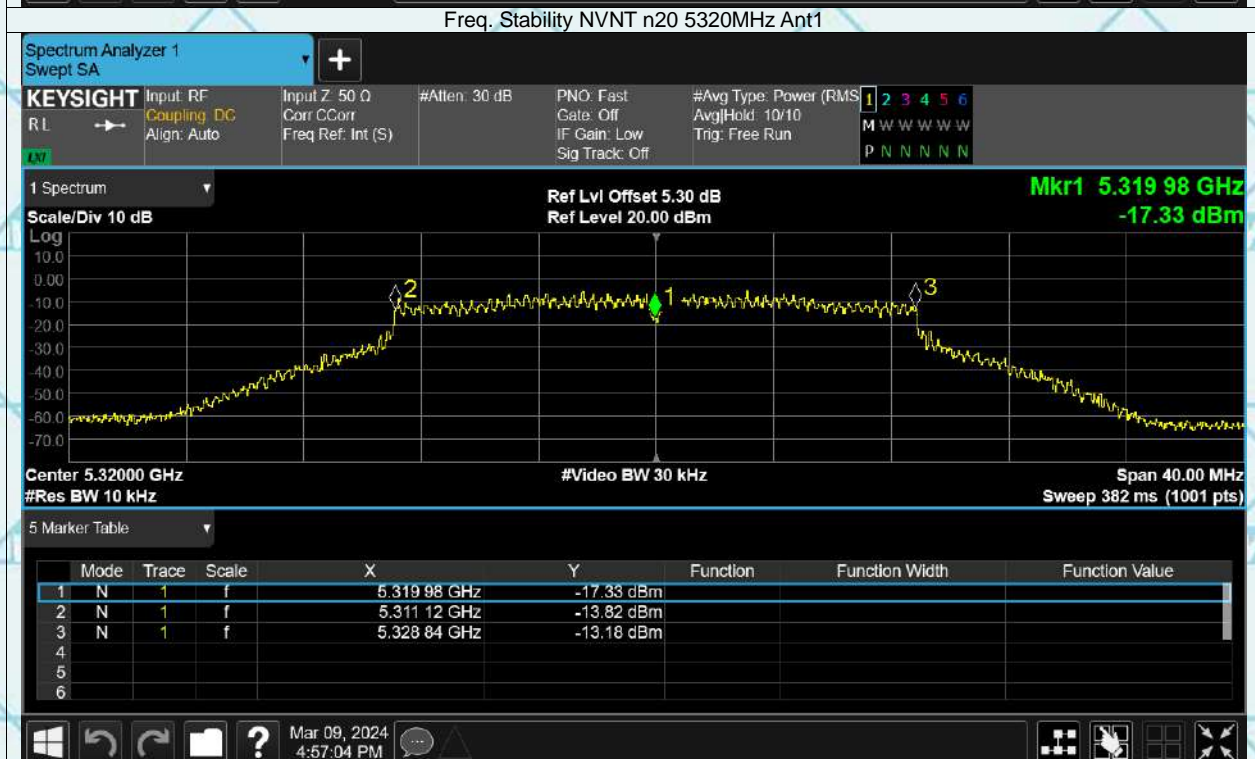 Freq. Stability NVNT n20 5320MHz Ant1
Spectrum Analyzer 1
Swept SA
+
KEYSIGHT
RL
LXI
Input: RF
Coupling: DC
Align: Auto
Input Z: 50 Ω
Corr CCorr
Freq Ref: Int (S)
#Atten: 30 dB
PNO: Fast
Gate: Off
IF Gain: Low
Sig Track: Off
#Avg Type: Power (RMS
Avg|Hold: 10/10
Trig: Free Run
1 2 3 4 5 6
M W W W W W
P N N N N N
1 Spectrum
Scale/Div 10 dB
Ref Lvl Offset 5.30 dB
Ref Level 20.00 dBm
Mkr1 5.319 98 GHz
-17.33 dBm
Log
10.0
0.00
-10.0
-20.0
-30.0
-40.0
-50.0
-60.0
-70.0
2
1
3
Center 5.32000 GHz
#Res BW 10 kHz
#Video BW 30 kHz
Span 40.00 MHz
Sweep 382 ms (1001 pts)
5 Marker Table
Mode Trace Scale X Y Function Function Width Function Value
1 N 1 f 5.319 98 GHz -17.33 dBm
2 N 1 f 5.311 12 GHz -13.82 dBm
3 N 1 f 5.328 84 GHz -13.18 dBm
4
5
6
?
Mar 09, 2024
4:57:04 PM